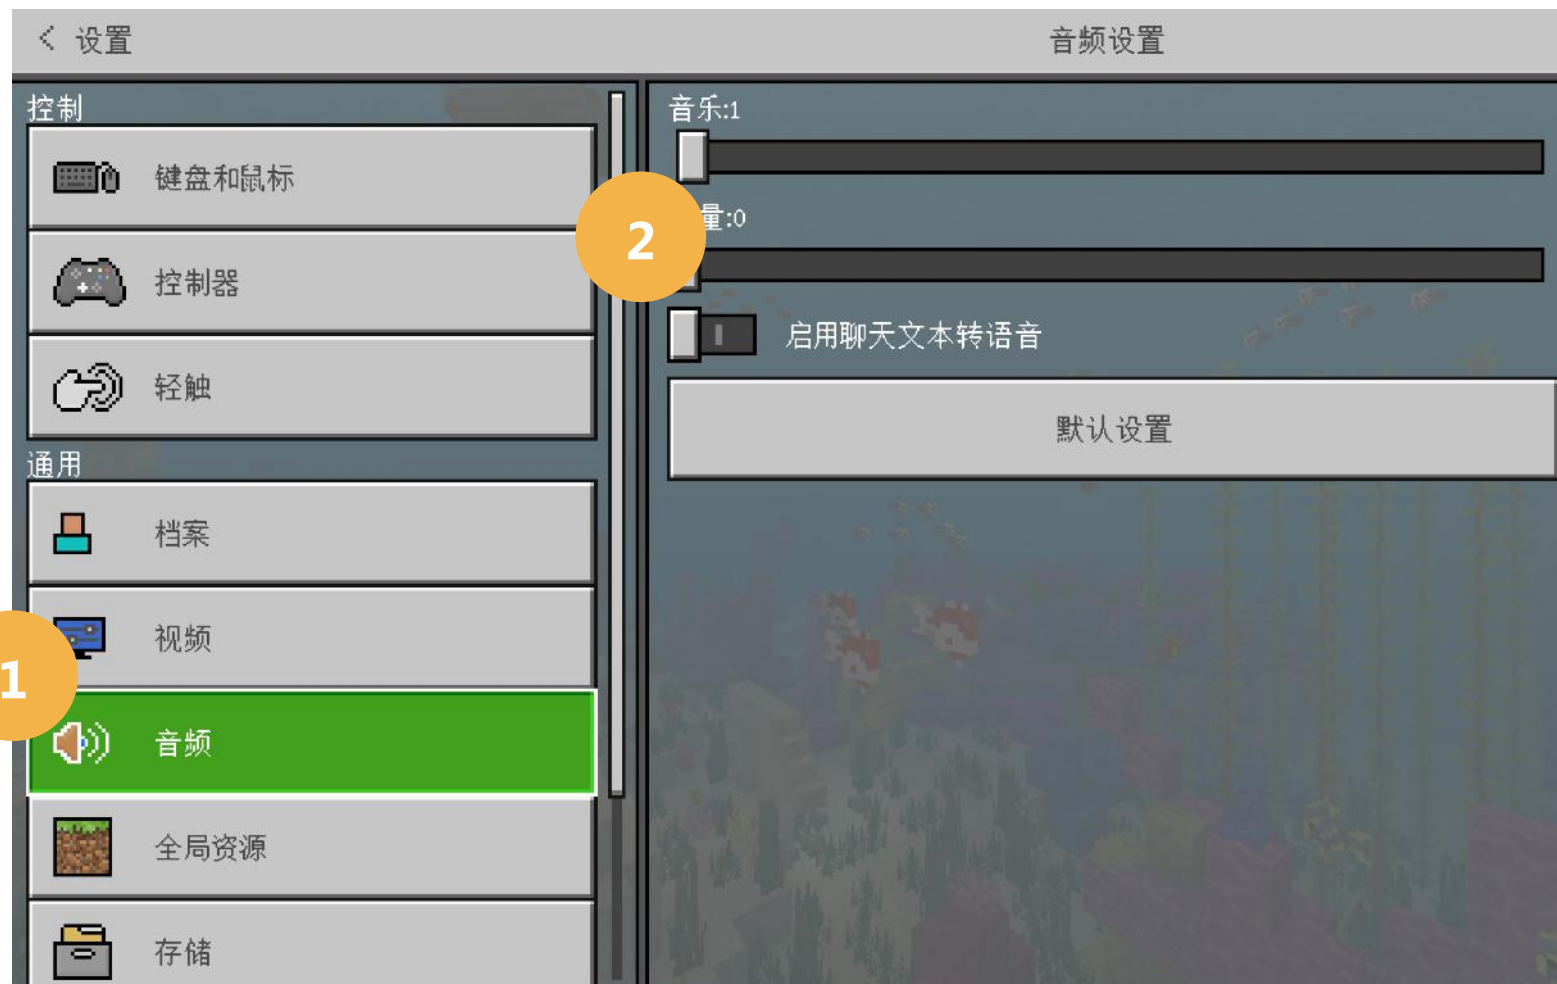 设置
音频设置
控制
键盘和鼠标
控制器
轻触
通用
档案
视频
音频
全局资源
存储
1
2
音乐:1
量:0
启用聊天文本转语音
默认设置